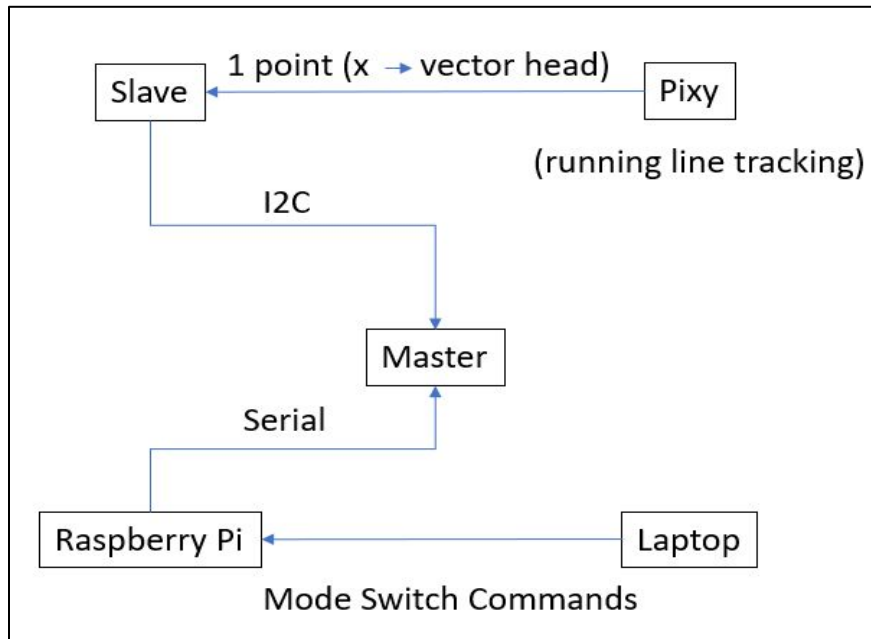 1 point (x → vector head)
Slave
Pixy
(running line tracking)
I2C
Master
Serial
Raspberry Pi
Laptop
Mode Switch Commands